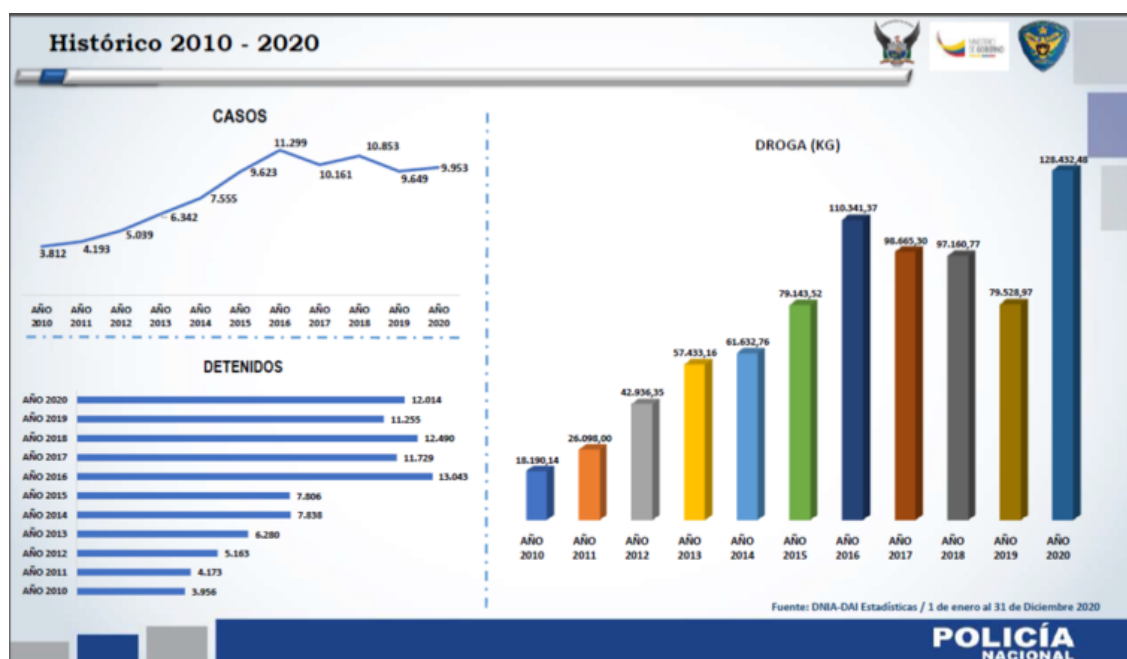 Histórico 2010 - 2020
MINISTERIO
DE GOBIERNO
CASOS
11.299
10.853
9.623
10.161
9.649
9.953
7.555
6.342
5.039
4.193
3.812
AÑO AÑO AÑO AÑO AÑO AÑO AÑO AÑO AÑO AÑO AÑO
2010 2011 2012 2013 2014 2015 2016 2017 2018 2019 2020
DETENIDOS
AÑO 2020 12.014
AÑO 2019 11.255
AÑO 2018 12.490
AÑO 2017 11.729
AÑO 2016 13.043
AÑO 2015 7.806
AÑO 2014 7.838
AÑO 2013 6.280
AÑO 2012 5.163
AÑO 2011 4.173
AÑO 2010 3.956
DROGA (KG)
128.432,48
110.341,37
98.665,30
97.160,77
79.143,52
79.528,97
61.632,76
57.433,16
42.936,35
26.098,00
18.190,14
AÑO AÑO AÑO AÑO AÑO AÑO AÑO AÑO AÑO AÑO AÑO
2010 2011 2012 2013 2014 2015 2016 2017 2018 2019 2020
Fuente: DNIA-DAI Estadísticas / 1 de enero al 31 de Diciembre 2020
POLICÍA
NACIONAL